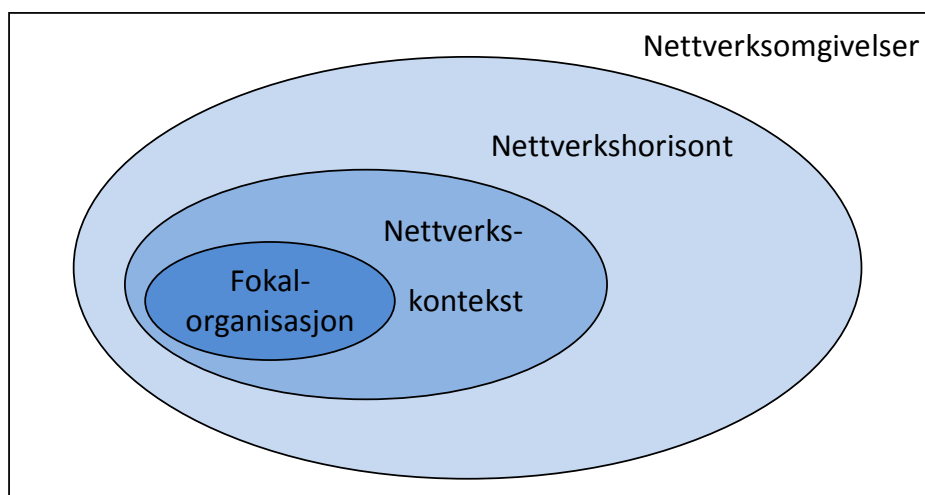 Nettverksomgivelser
Nettverkshorisont
Nettverks-
kontekst
Fokal-
organisasjon